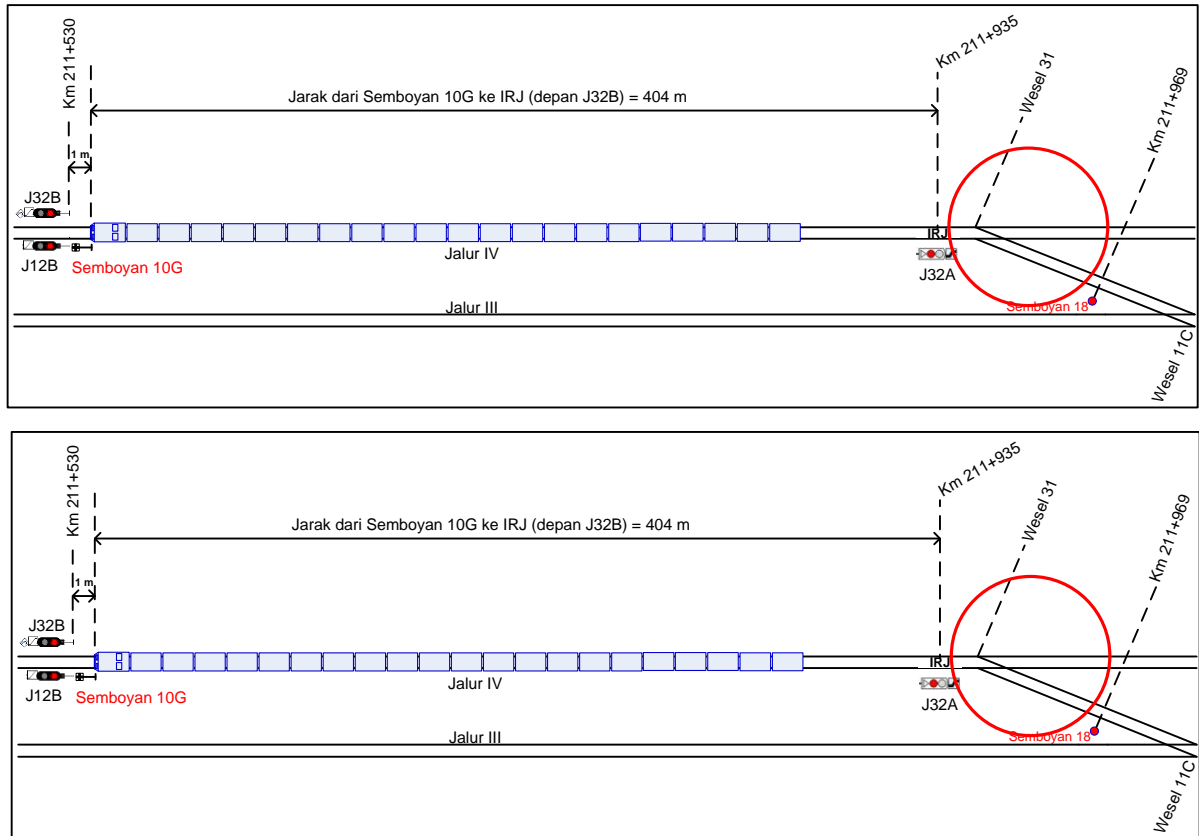 Km 211+530
Km 211+935
Wesel 31
Km 211+969
Jarak dari Semboyan 10G ke IRJ (depan J32B) = 404 m
1 m
J32B
J12B
Semboyan 10G
Jalur IV
IRJ
J32A
Jalur III
Semboyan 18
Wesel 11C
Km 211+530
Km 211+935
Wesel 31
Km 211+969
Jarak dari Semboyan 10G ke IRJ (depan J32B) = 404 m
1 m
J32B
J12B
Semboyan 10G
Jalur IV
IRJ
J32A
Jalur III
Semboyan 18
Wesel 11C